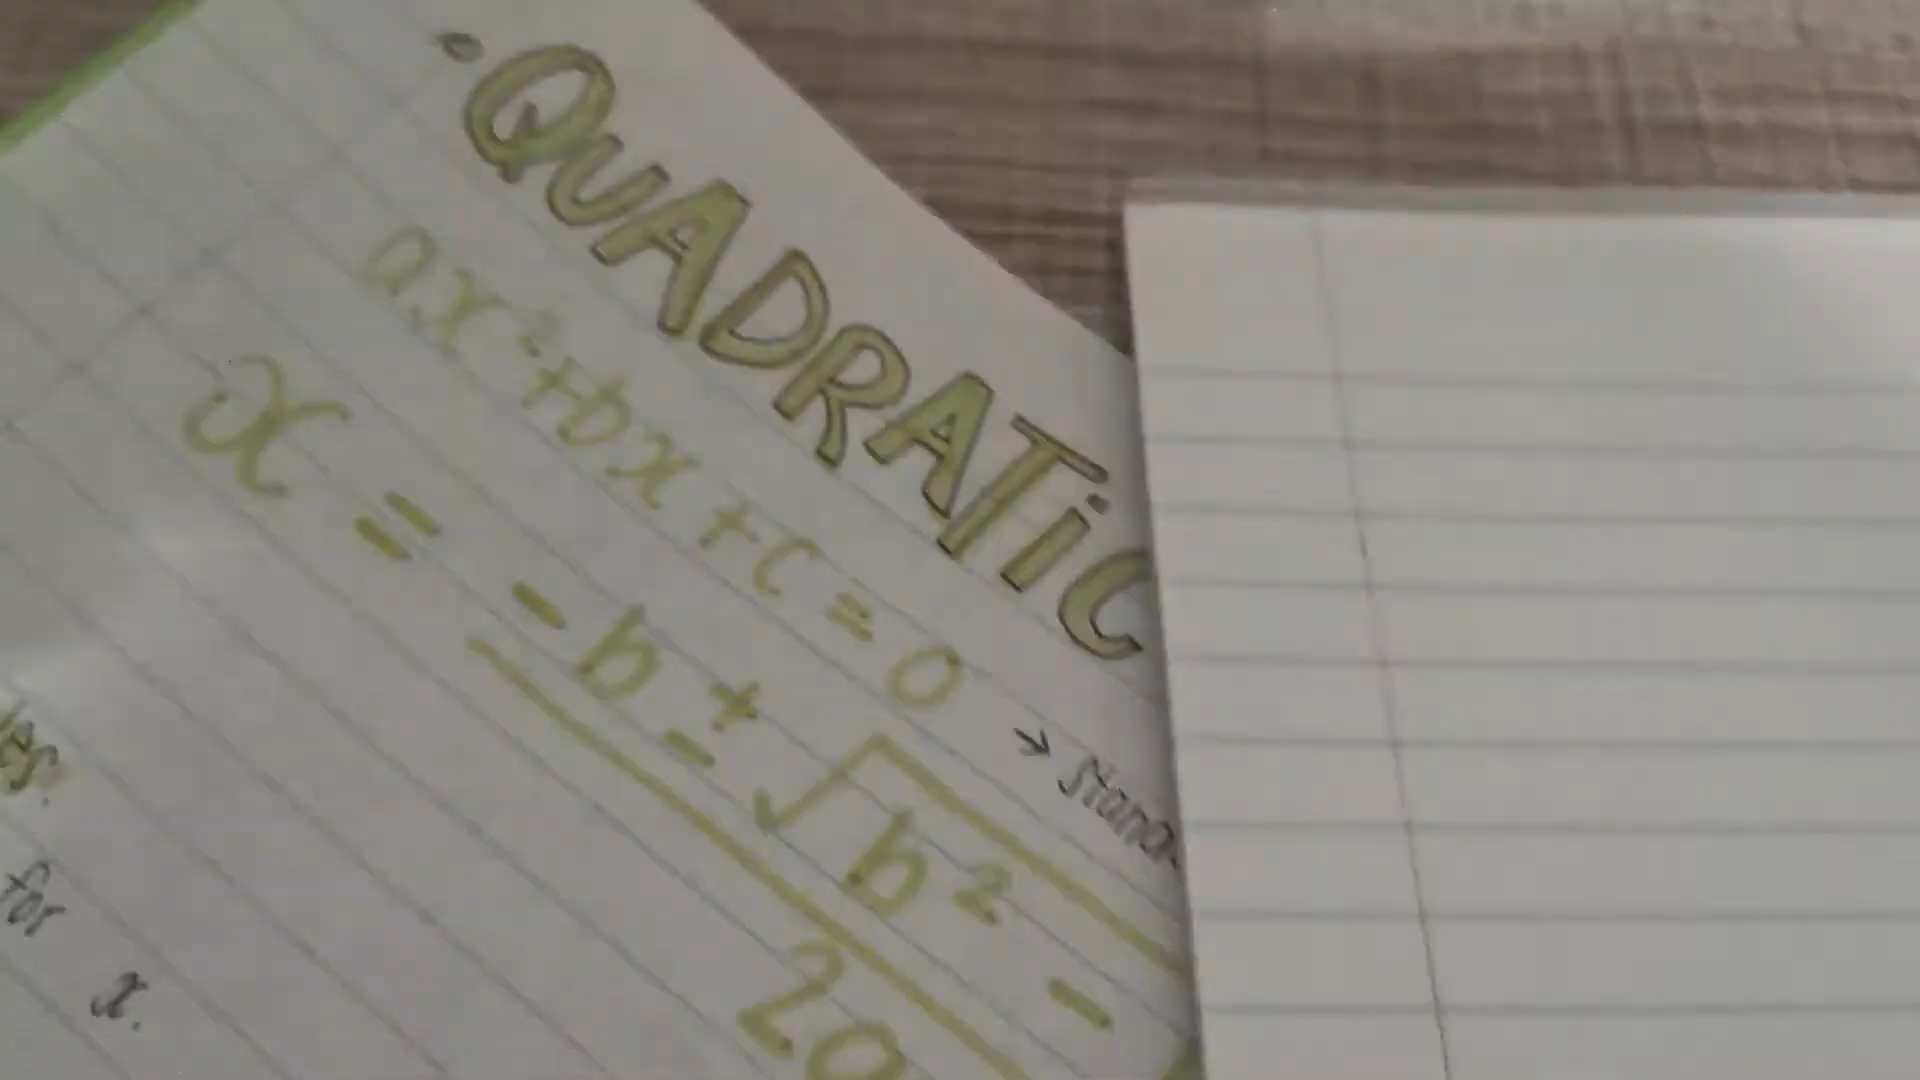 • QUADRATiC
ax²+bx+c=0 → Stand
x = -b ± √b² -
2a
for x.